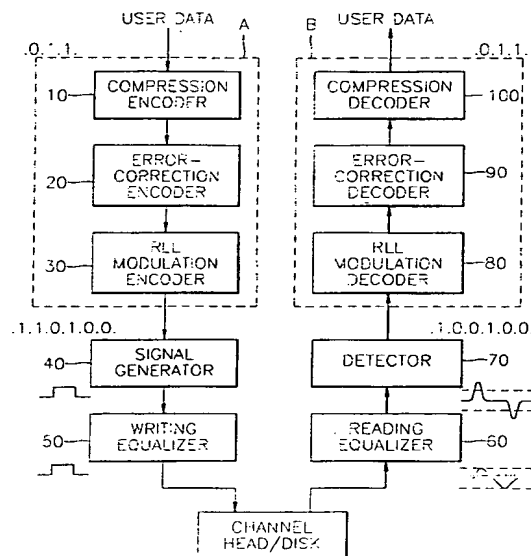 USER DATA
A
.0.1.1.
10
COMPRESSION
ENCODER
20
ERROR-
CORRECTION
ENCODER
30
RLL
MODULATION
ENCODER
.1.1.0.1.0.0.
40
SIGNAL
GENERATOR
50
WRITING
EQUALIZER
CHANNEL
HEAD/DISK
USER DATA
B
.0.1.1.
COMPRESSION
DECODER
100
ERROR-
CORRECTION
DECODER
90
RLL
MODULATION
DECODER
80
.1.0.0.1.0.0.
DETECTOR
70
READING
EQUALIZER
60